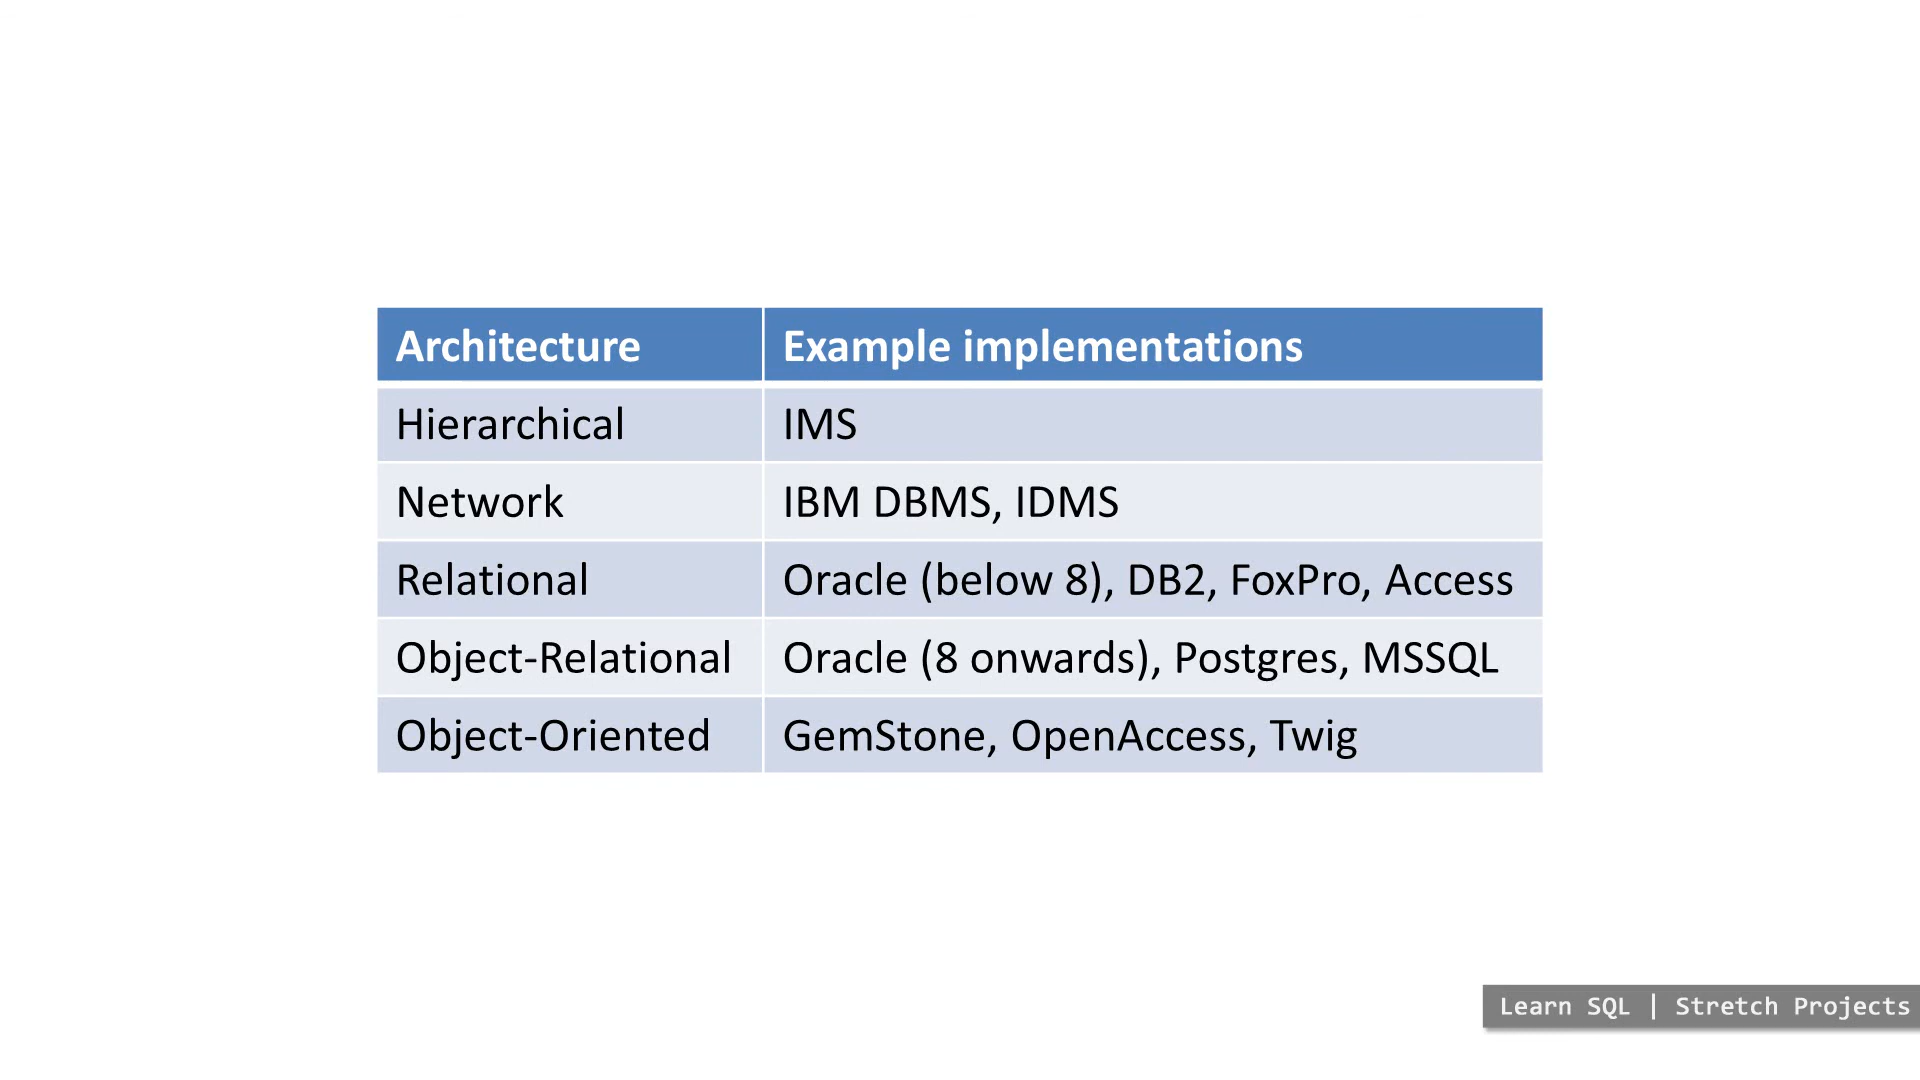 Architecture Example implementations
Hierarchical IMS
Network IBM DBMS, IDMS
Relational Oracle (below 8), DB2, FoxPro, Access
Object-Relational Oracle (8 onwards), Postgres, MSSQL
Object-Oriented GemStone, OpenAccess, Twig
Learn SQL | Stretch Projects